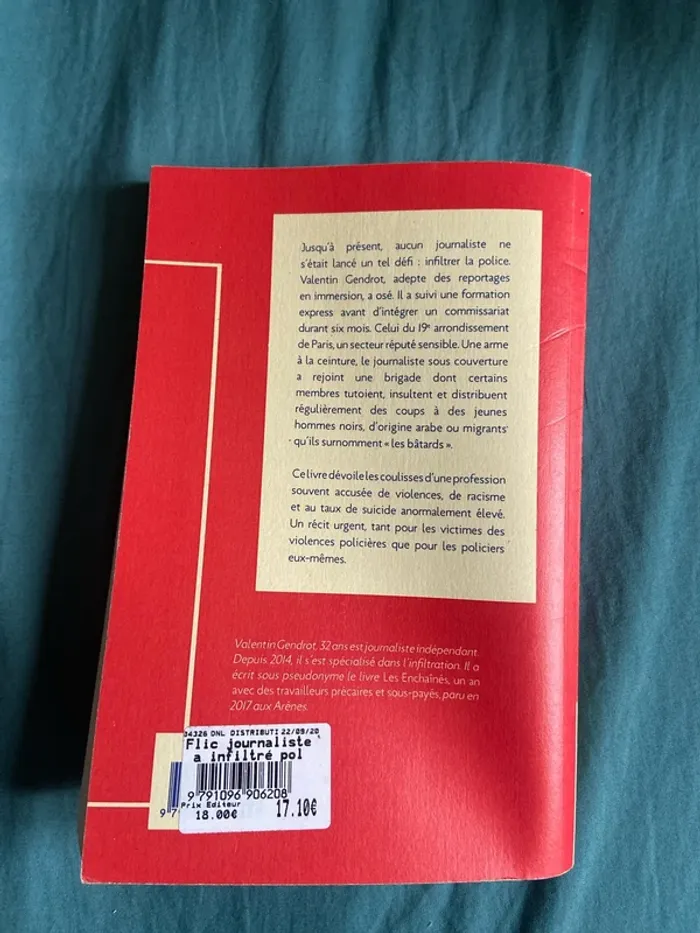 Jusqu'à présent, aucun journaliste ne
s'était lancé un tel défi : infiltrer la police.
Valentin Gendrot, adepte des reportages
en immersion, a osé. Il a suivi une formation
express avant d'intégrer un commissariat
durant six mois. Celui du 19e arrondissement
de Paris, un secteur réputé sensible. Une arme
à la ceinture, le journaliste sous couverture
a rejoint une brigade dont certains
membres tutoient, insultent et distribuent
régulièrement des coups à des jeunes
hommes noirs, d'origine arabe ou migrants
qu'ils surnomment « les bâtards ».
Ce livre dévoile les coulisses d'une profession
souvent accusée de violences, de racisme
et au taux de suicide anormalement élevé.
Un récit urgent, tant pour les victimes des
violences policières que pour les policiers
eux-mêmes.
Valentin Gendrot, 32 ans est journaliste indépendant.
Depuis 2014, il s'est spécialisé dans l'infiltration. Il a
écrit sous pseudonyme le livre Les Enchaînés, un an
avec des travailleurs précaires et sous-payés, paru en
2017 aux Arènes.
34326 DNL DISTRIBUTI 22/09/20
Flic journaliste
a infiltré pol
9 791096 906208
Prix Editeur
18.00€ 17.10€
9 7